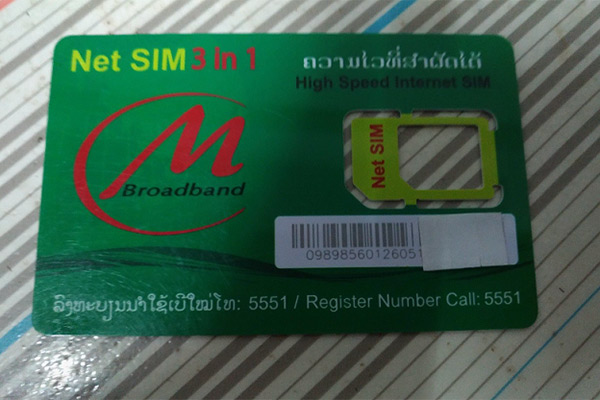 Net SIM 3 in 1
ຄວາມໄວທີ່ສຳຜັດໄດ້
High Speed Internet SIM
M
Broadband
Net SIM
09898560126051
ລົງທະບຽນນຳໃຊ້ເບີໃໝ່ໂທ: 5551 / Register Number Call: 5551